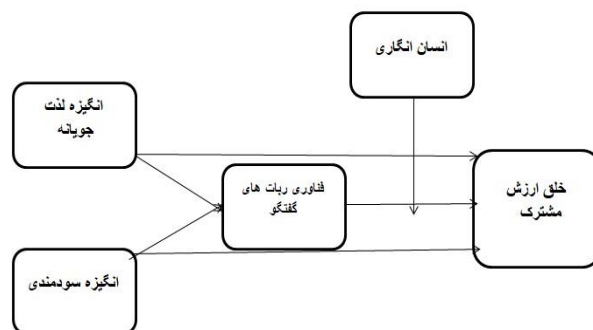 انسان انگاری
انگیزه لذت
جویانه
خلق ارزش
مشترک
فناوری ربات های
گفتگو
انگیزه سودمندی